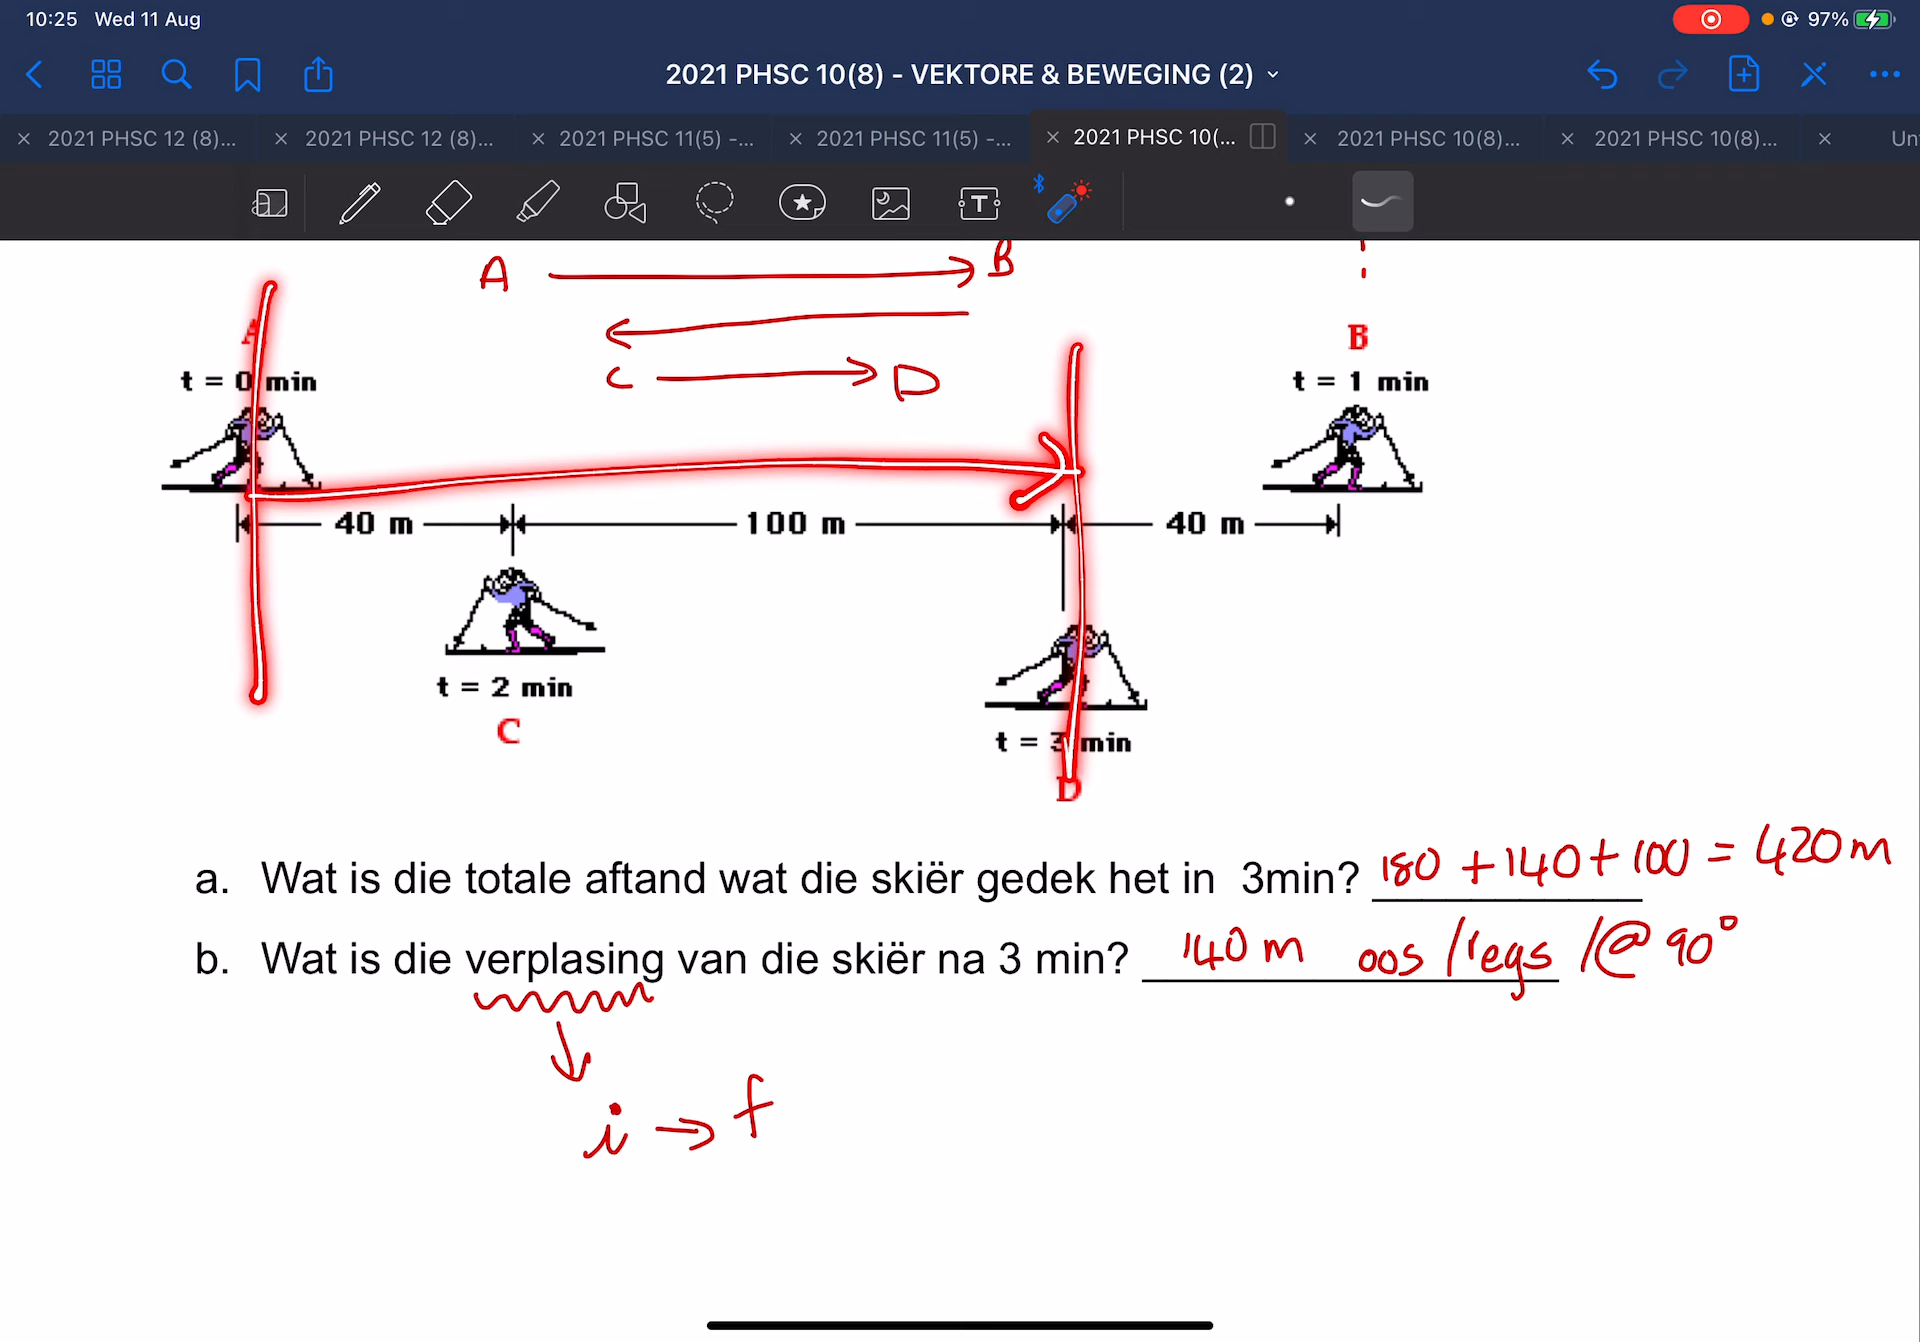 10:25 Wed 11 Aug
97%
2021 PHSC 10(8) - VEKTORE & BEWEGING (2)
2021 PHSC 12 (8)...
2021 PHSC 12 (8)...
2021 PHSC 11(5) -...
2021 PHSC 11(5) -...
2021 PHSC 10(...
2021 PHSC 10(8)...
2021 PHSC 10(8)...
Un
A → B
←
C → D
A
t = 0 min
B
t = 1 min
40 m
100 m
40 m
t = 2 min
C
t = 3 min
D
a. Wat is die totale aftand wat die skiër gedek het in 3min? 180 + 140 + 100 = 420m
b. Wat is die verplasing van die skiër na 3 min? 140 m oos / regs / @ 90°
i → f